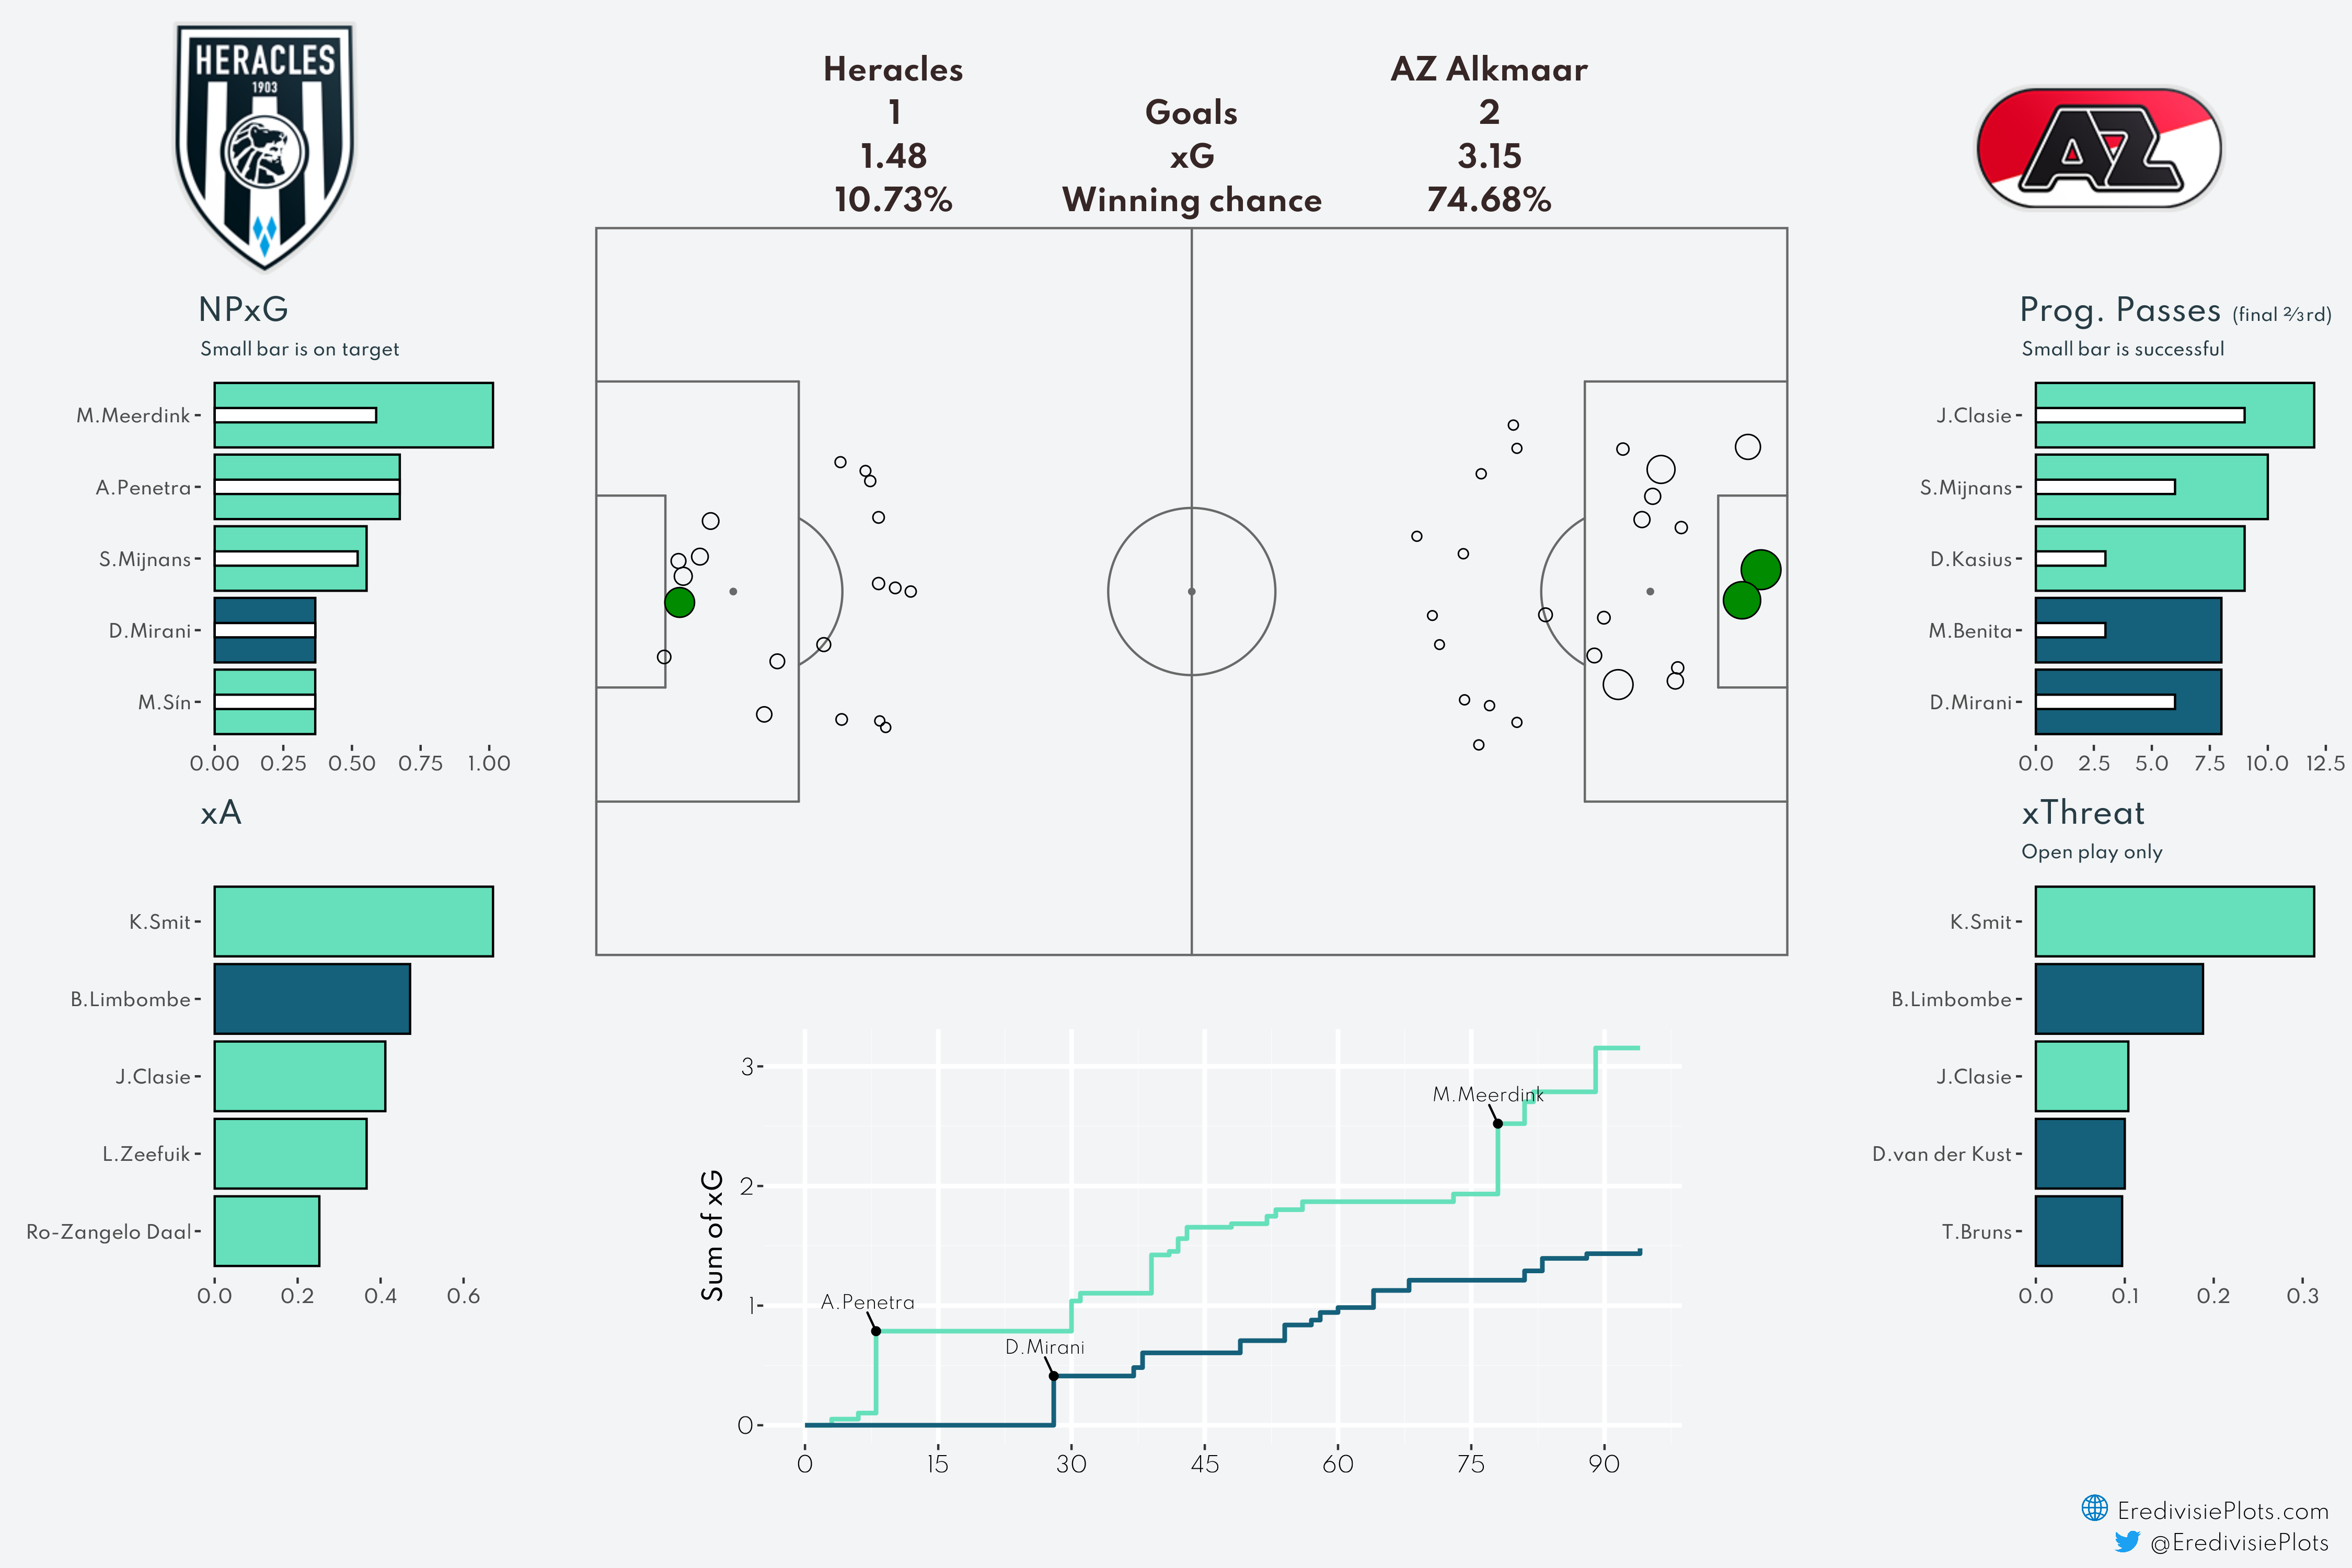 HERACLES
1903
Heracles
AZ Alkmaar
1
Goals
2
1.48
xG
3.15
10.73%
Winning chance
74.68%
AZ
NPxG
Small bar is on target
M.Meerdink
A.Penetra
S.Mijnans
D.Mirani
M.Sín
0.00 0.25 0.50 0.75 1.00
xA
K.Smit
B.Limbombe
J.Clasie
L.Zeefuik
Ro-Zangelo Daal
0.0 0.2 0.4 0.6
Sum of xG
3
2
1
0
M.Meerdink
A.Penetra
D.Mirani
0 15 30 45 60 75 90
Prog. Passes (final ⅔rd)
Small bar is successful
J.Clasie
S.Mijnans
D.Kasius
M.Benita
D.Mirani
0.0 2.5 5.0 7.5 10.0 12.5
xThreat
Open play only
K.Smit
B.Limbombe
J.Clasie
D.van der Kust
T.Bruns
0.0 0.1 0.2 0.3
EredivisiePlots.com
@EredivisiePlots